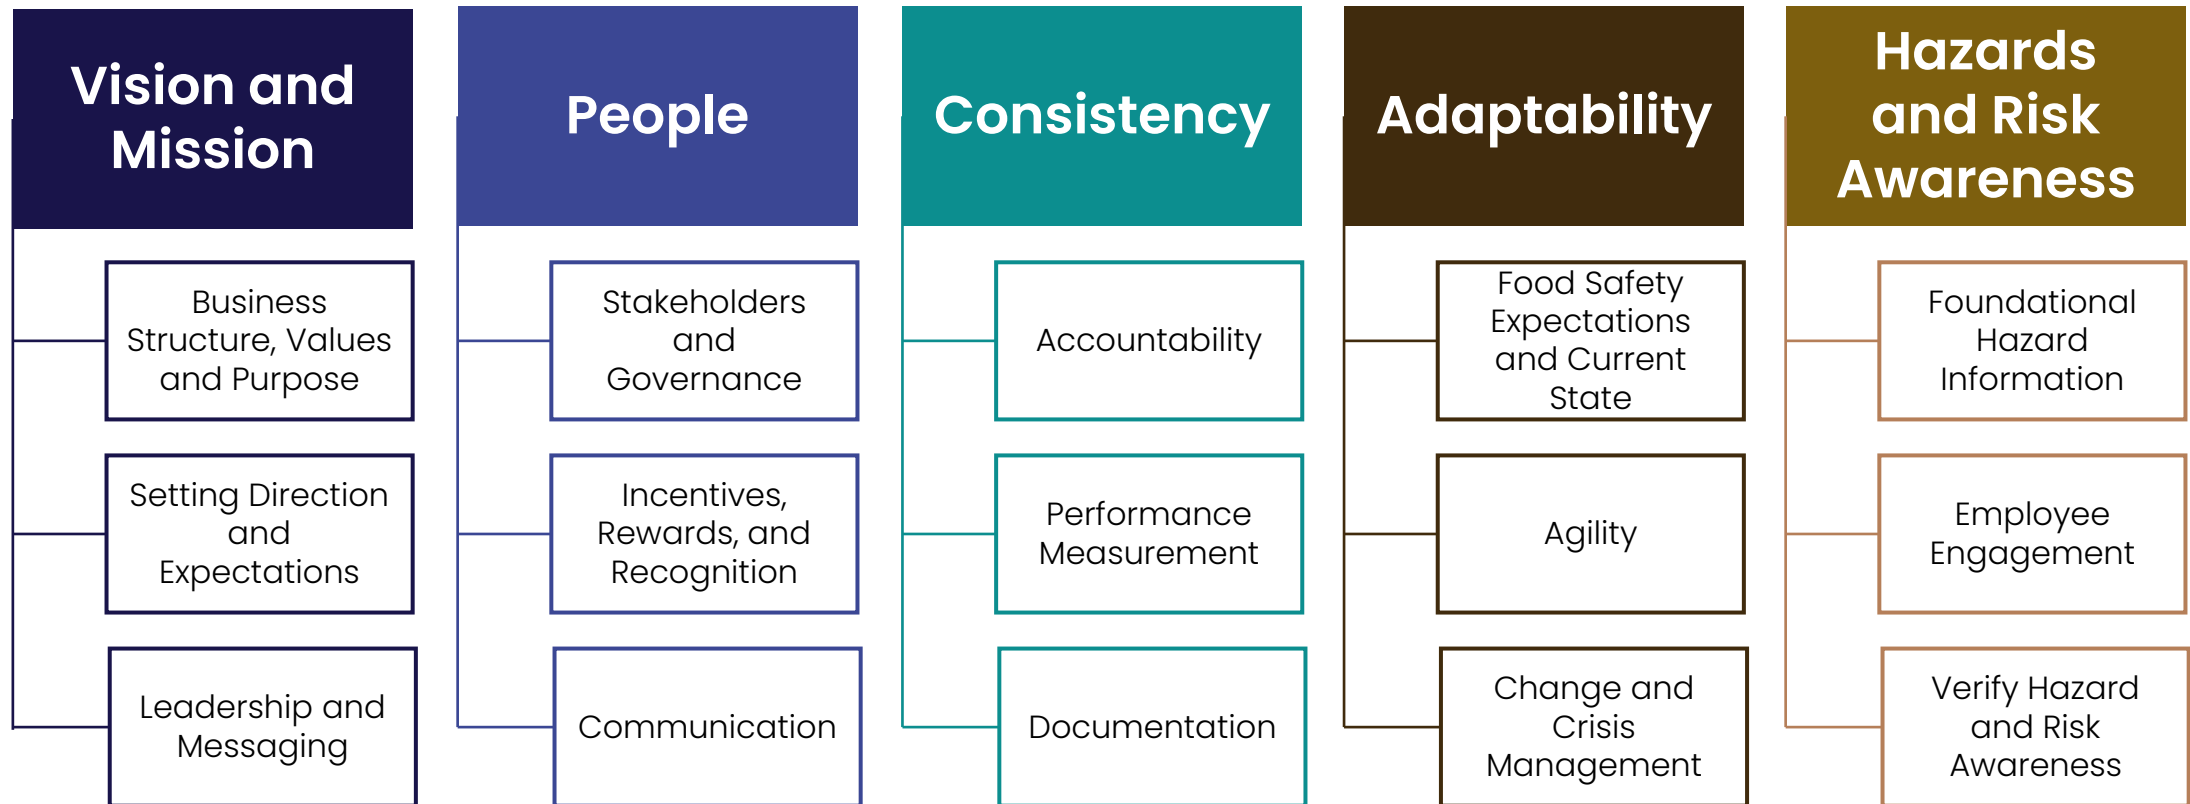 Vision and
Mission
Business
Structure, Values
and Purpose
Setting Direction
and
Expectations
Leadership and
Messaging
People
Stakeholders
and
Governance
Incentives,
Rewards, and
Recognition
Communication
Consistency
Accountability
Performance
Measurement
Documentation
Adaptability
Food Safety
Expectations
and Current
State
Agility
Change and
Crisis
Management
Hazards
and Risk
Awareness
Foundational
Hazard
Information
Employee
Engagement
Verify Hazard
and Risk
Awareness